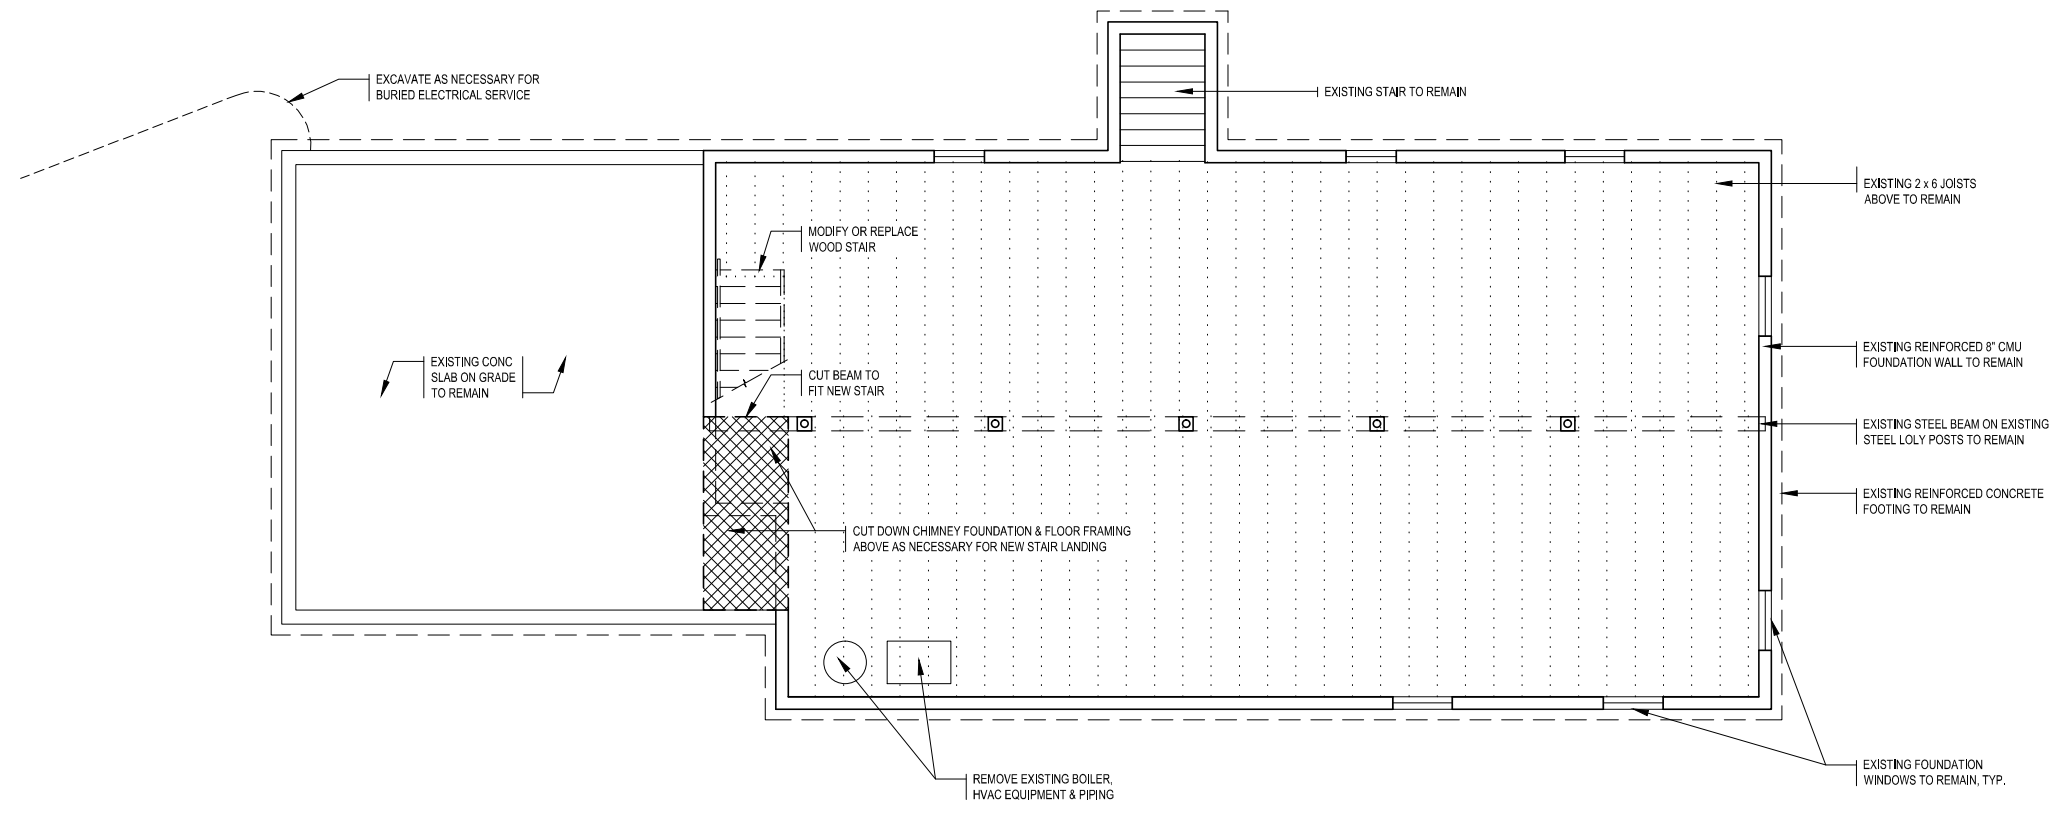 EXCAVATE AS NECESSARY FOR
BURIED ELECTRICAL SERVICE
EXISTING STAIR TO REMAIN
EXISTING 2 x 6 JOISTS
ABOVE TO REMAIN
MODIFY OR REPLACE
WOOD STAIR
EXISTING REINFORCED 8" CMU
FOUNDATION WALL TO REMAIN
EXISTING CONC
SLAB ON GRADE
TO REMAIN
CUT BEAM TO
FIT NEW STAIR
EXISTING STEEL BEAM ON EXISTING
STEEL LOLY POSTS TO REMAIN
EXISTING REINFORCED CONCRETE
FOOTING TO REMAIN
CUT DOWN CHIMNEY FOUNDATION & FLOOR FRAMING
ABOVE AS NECESSARY FOR NEW STAIR LANDING
REMOVE EXISTING BOILER,
HVAC EQUIPMENT & PIPING
EXISTING FOUNDATION
WINDOWS TO REMAIN, TYP.